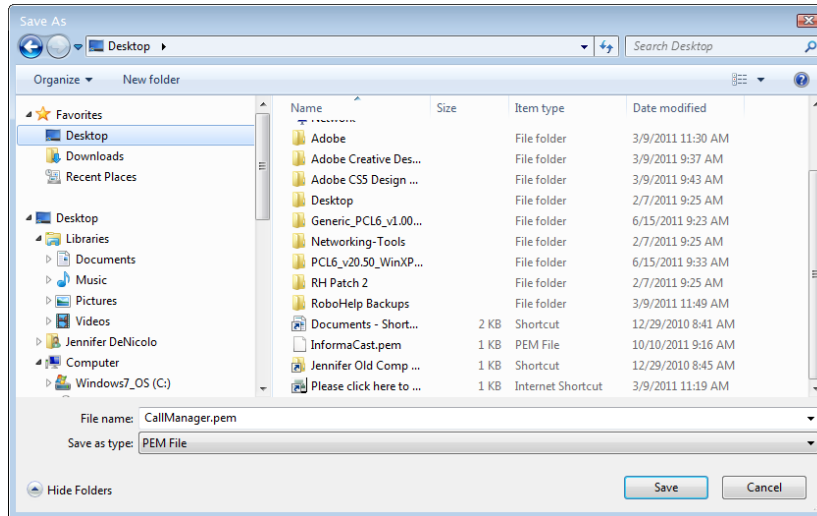 Save As
Desktop
Search Desktop
Organize New folder
Name Size Item type Date modified
Favorites
Desktop
Downloads
Recent Places
Desktop
Libraries
Documents
Music
Pictures
Videos
Jennifer DeNicolo
Computer
Windows7_OS (C:)
Network
Adobe File folder 3/9/2011 11:30 AM
Adobe Creative Des... File folder 3/9/2011 9:37 AM
Adobe CS5 Design ... File folder 3/9/2011 9:43 AM
Desktop File folder 2/7/2011 9:25 AM
Generic_PCL6_v1.00... File folder 6/15/2011 9:23 AM
Networking-Tools File folder 2/7/2011 9:25 AM
PCL6_v20.50_WinXP... File folder 6/15/2011 9:33 AM
RH Patch 2 File folder 2/7/2011 9:25 AM
RoboHelp Backups File folder 3/9/2011 11:49 AM
Documents - Short... 2 KB Shortcut 12/29/2010 8:41 AM
InformaCast.pem 1 KB PEM File 10/10/2011 9:16 AM
Jennifer Old Comp ... 1 KB Shortcut 12/29/2010 8:45 AM
Please click here to ... 1 KB Internet Shortcut 3/9/2011 11:19 AM
File name: CallManager.pem
Save as type: PEM File
Hide Folders
Save Cancel